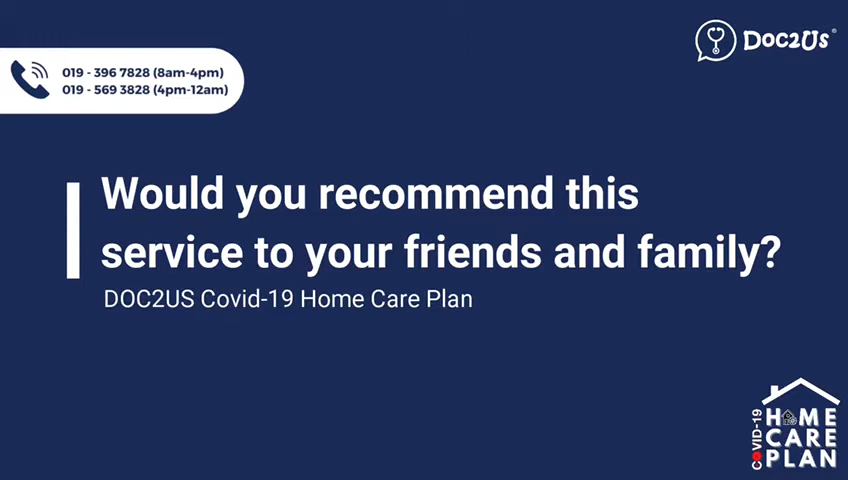 Doc2Us®
019 - 396 7828 (8am-4pm)
019 - 569 3828 (4pm-12am)
Would you recommend this
service to your friends and family?
DOC2US Covid-19 Home Care Plan
COVID-19
HOME
CARE
PLAN